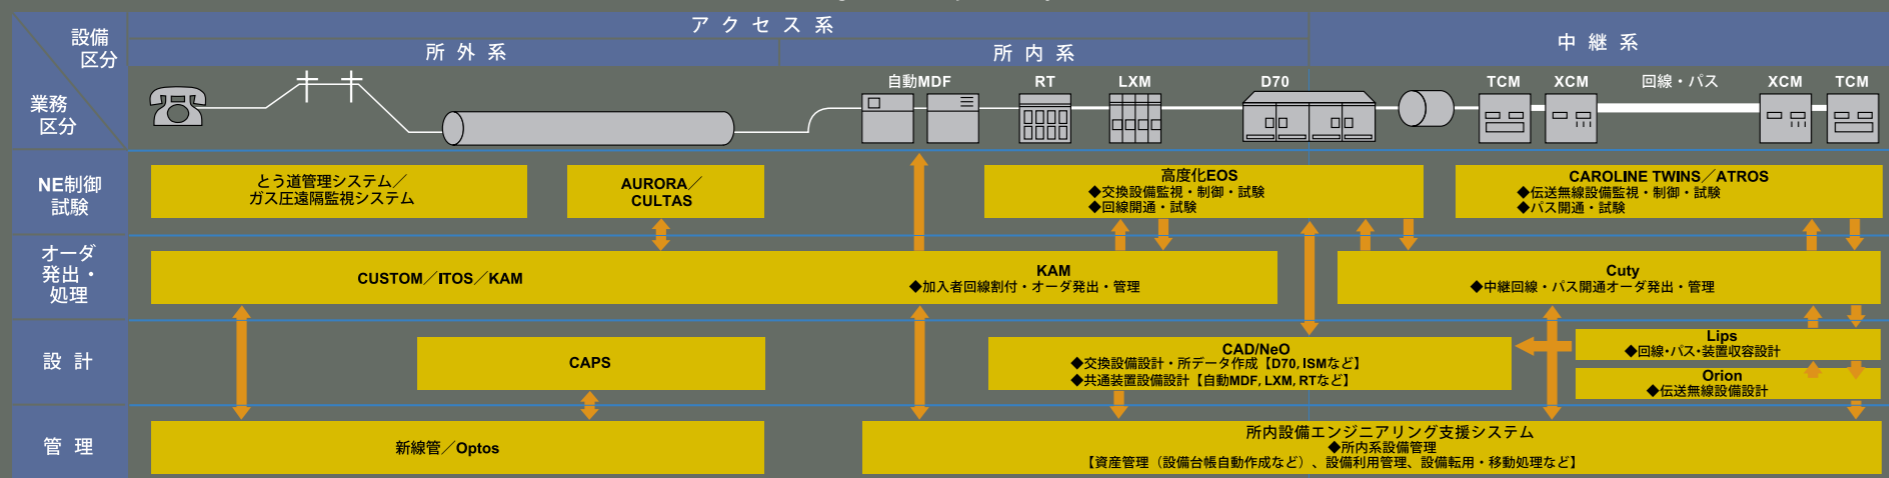 設備
区分
業務
区分
アクセス系
所外系
所内系
中継系
自動MDF
RT
LXM
D70
TCM
XCM
回線・パス
XCM
TCM
NE制御
試験
とう道管理システム／
ガス圧遠隔監視システム
AURORA／
CULTAS
高度化EOS
◆交換設備監視・制御・試験
◆回線開通・試験
CAROLINE TWINS／ATROS
◆伝送無線設備監視・制御・試験
◆パス開通・試験
オーダ
発出・
処理
CUSTOM／ITOS／KAM
KAM
◆加入者回線割付・オーダ発出・管理
Cuty
◆中継回線・パス開通オーダ発出・管理
設計
CAPS
CAD/NeO
◆交換設備設計・所データ作成【D70, ISMなど】
◆共通装置設備設計【自動MDF, LXM, RTなど】
Lips
◆回線・パス・装置収容設計
Orion
◆伝送無線設備設計
管理
新線管／Optos
所内設備エンジニアリング支援システム
◆所内系設備管理
【資産管理（設備台帳自動作成など）、設備利用管理、設備転用・移動処理など】